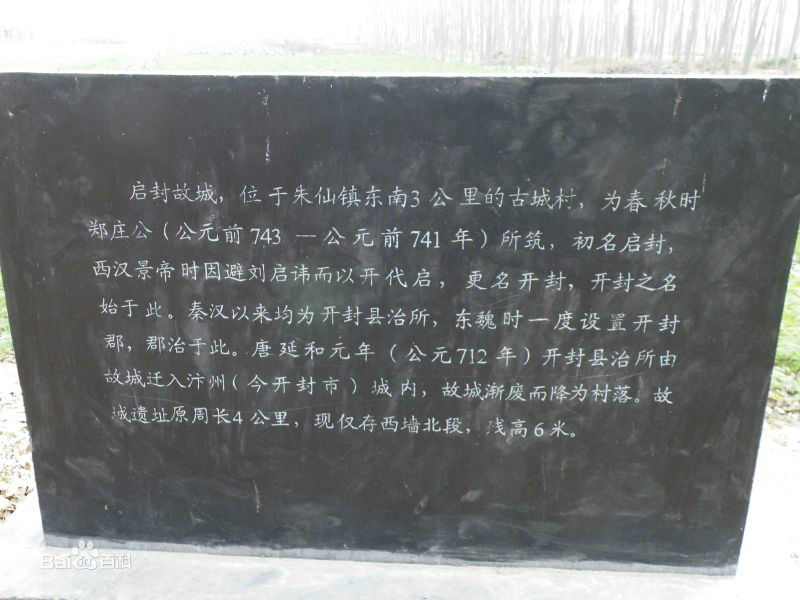 启封故城，位于朱仙镇东南3公里的古城村，为春秋时
郑庄公（公元前743－公元前741年）所筑，初名启封，
西汉景帝时因避刘启讳而以开代启，更名开封，开封之名
始于此。秦汉以来均为开封县治所，东魏时一度设置开封
郡，郡治于此。唐延和元年（公元712年）开封县治所由
故城迁入汴州（今开封市）城内，故城渐废而降为村落。故
城遗址原周长4公里，现仅存西墙北段，浅高6米。
Baidu百科